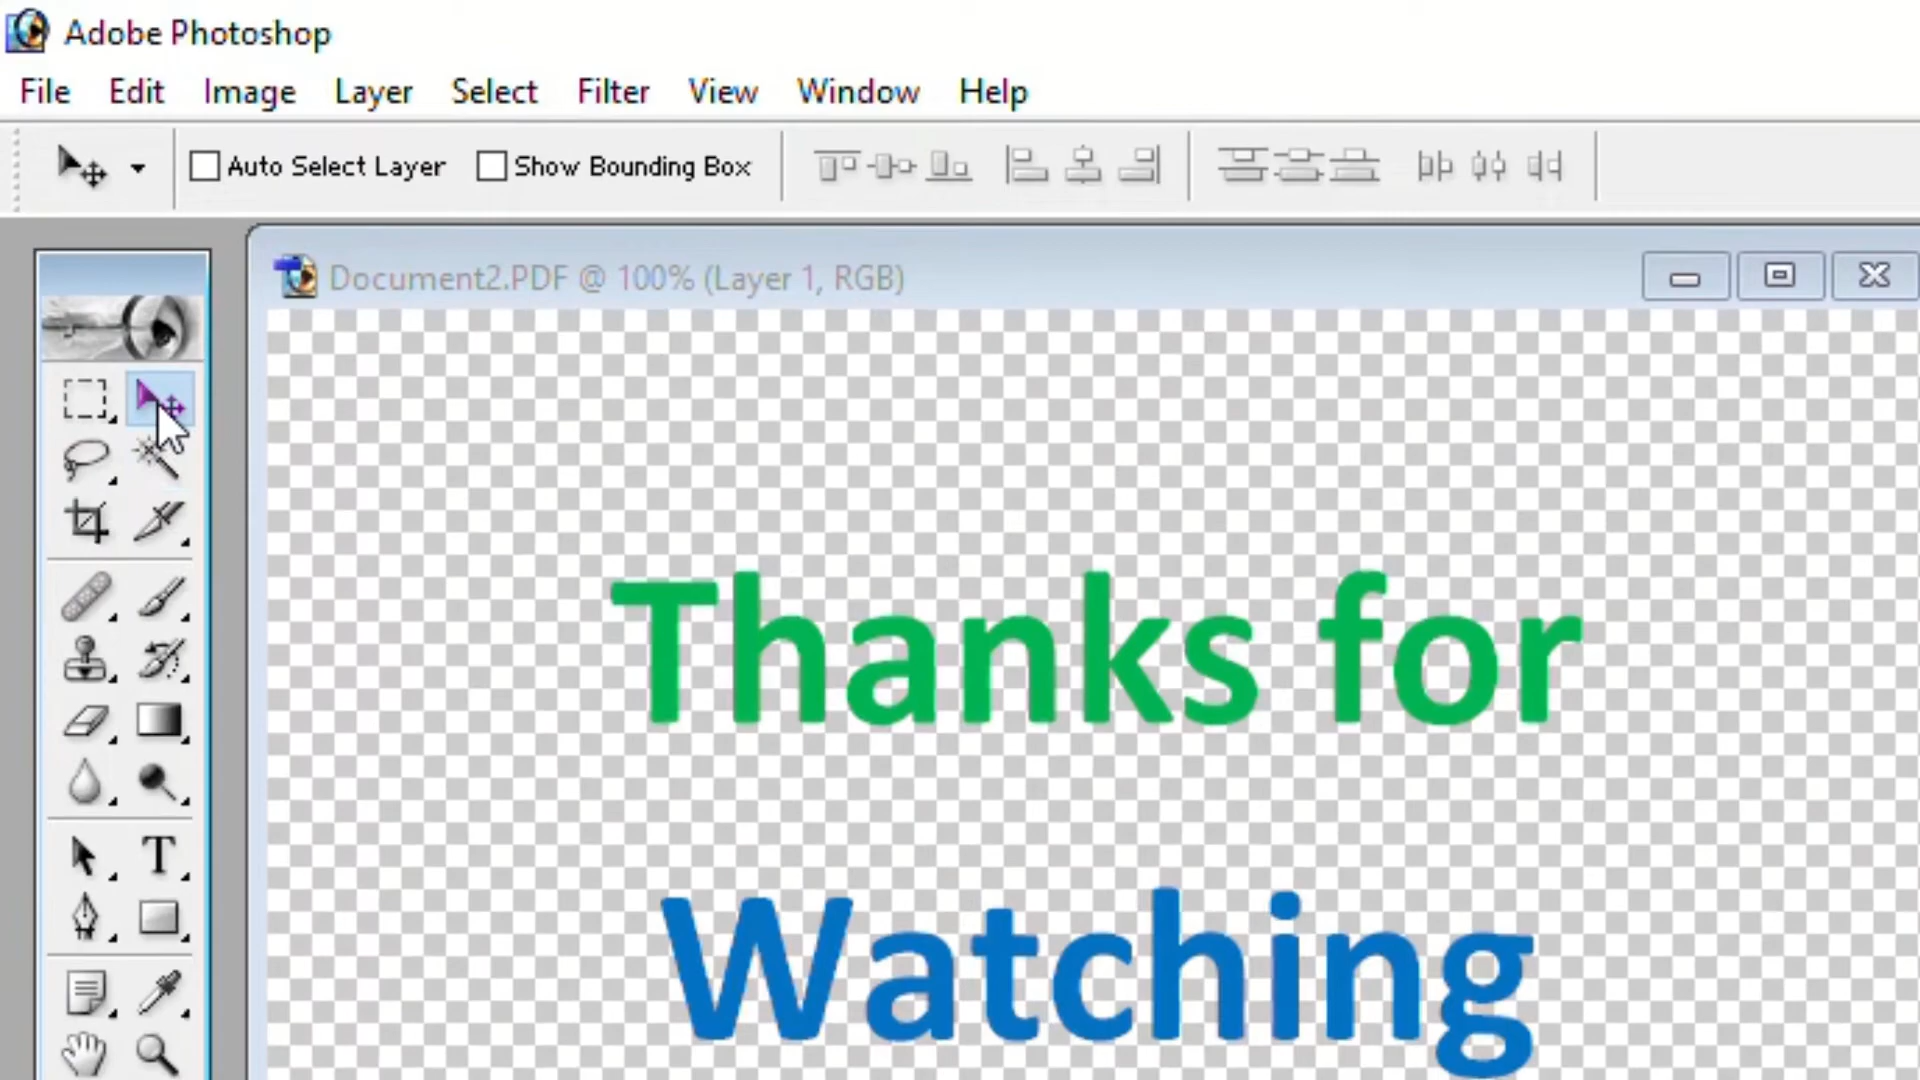 Adobe Photoshop
File Edit Image Layer Select Filter View Window Help
Auto Select Layer Show Bounding Box
Document2.PDF @ 100% (Layer 1, RGB)
T
Thanks for
Watching